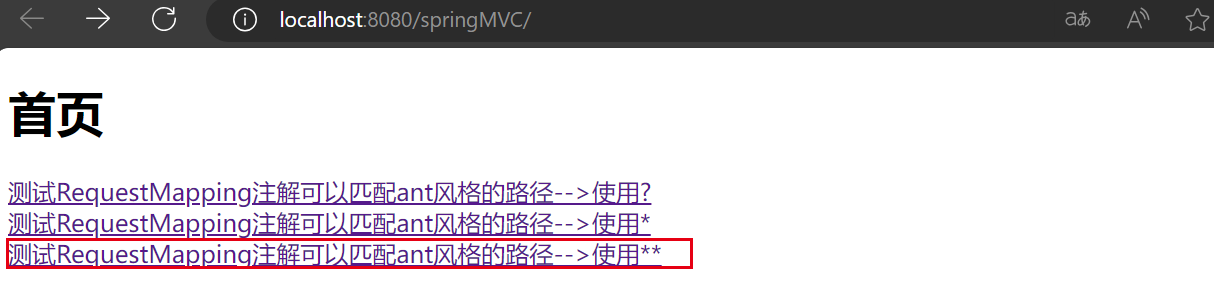 localhost:8080/springMVC/
首页
测试RequestMapping注解可以匹配ant风格的路径-->使用?
测试RequestMapping注解可以匹配ant风格的路径-->使用*
测试RequestMapping注解可以匹配ant风格的路径-->使用**